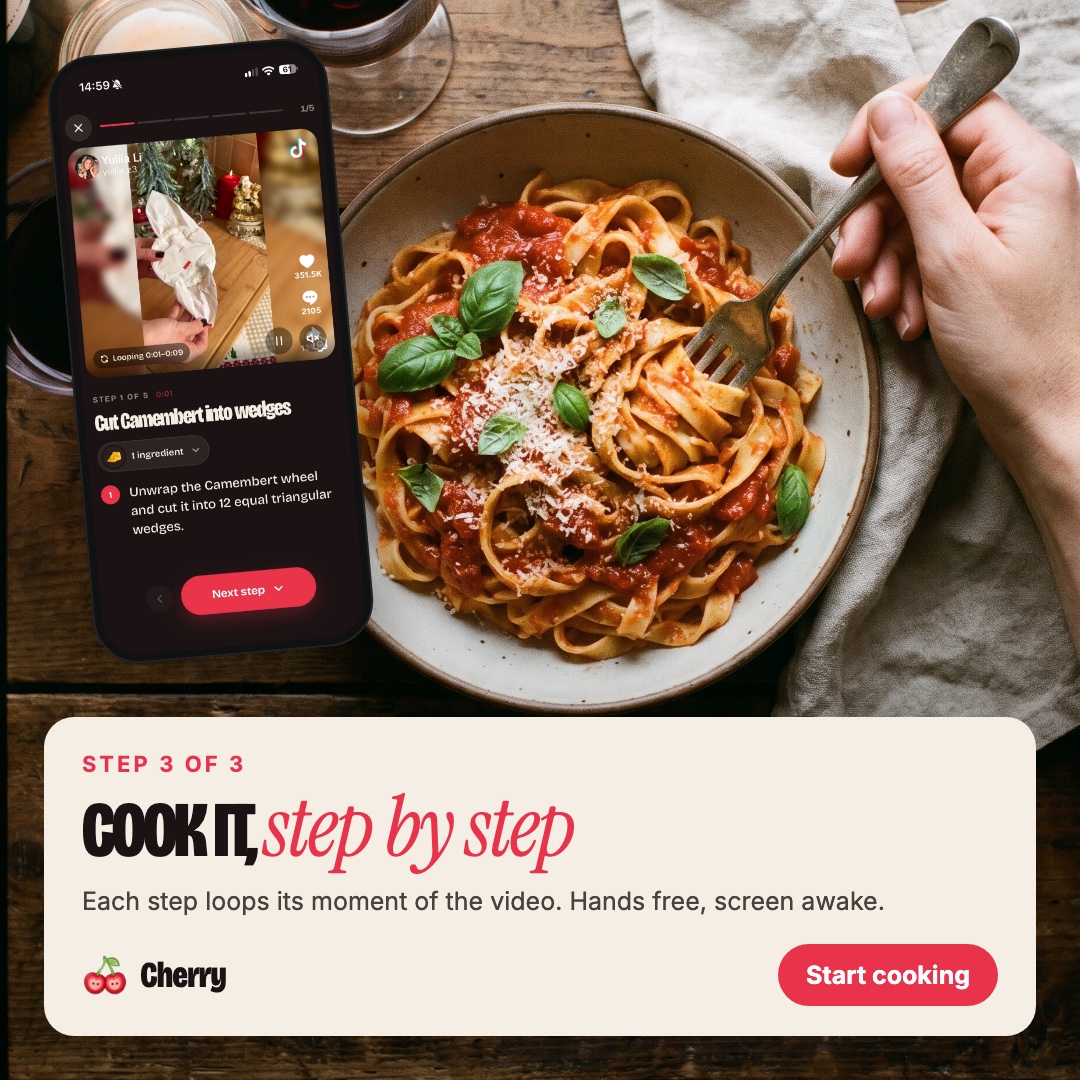 14:59
61
1/5
Yuliia Li
351.5K
2105
Looping 0:01–0:09
STEP 1 OF 5 0:01
Cut Camembert into wedges
1 ingredient
1
Unwrap the Camembert wheel
and cut it into 12 equal triangular
wedges.
Next step
STEP 3 OF 3
COOK IT, step by step
Each step loops its moment of the video. Hands free, screen awake.
Cherry
Start cooking